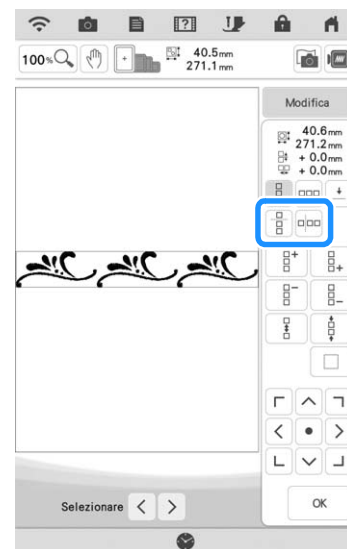 100%
40.5mm
271.1mm
Modifica
40.6mm
271.2mm
+ 0.0mm
+ 0.0mm
Selezionare
OK